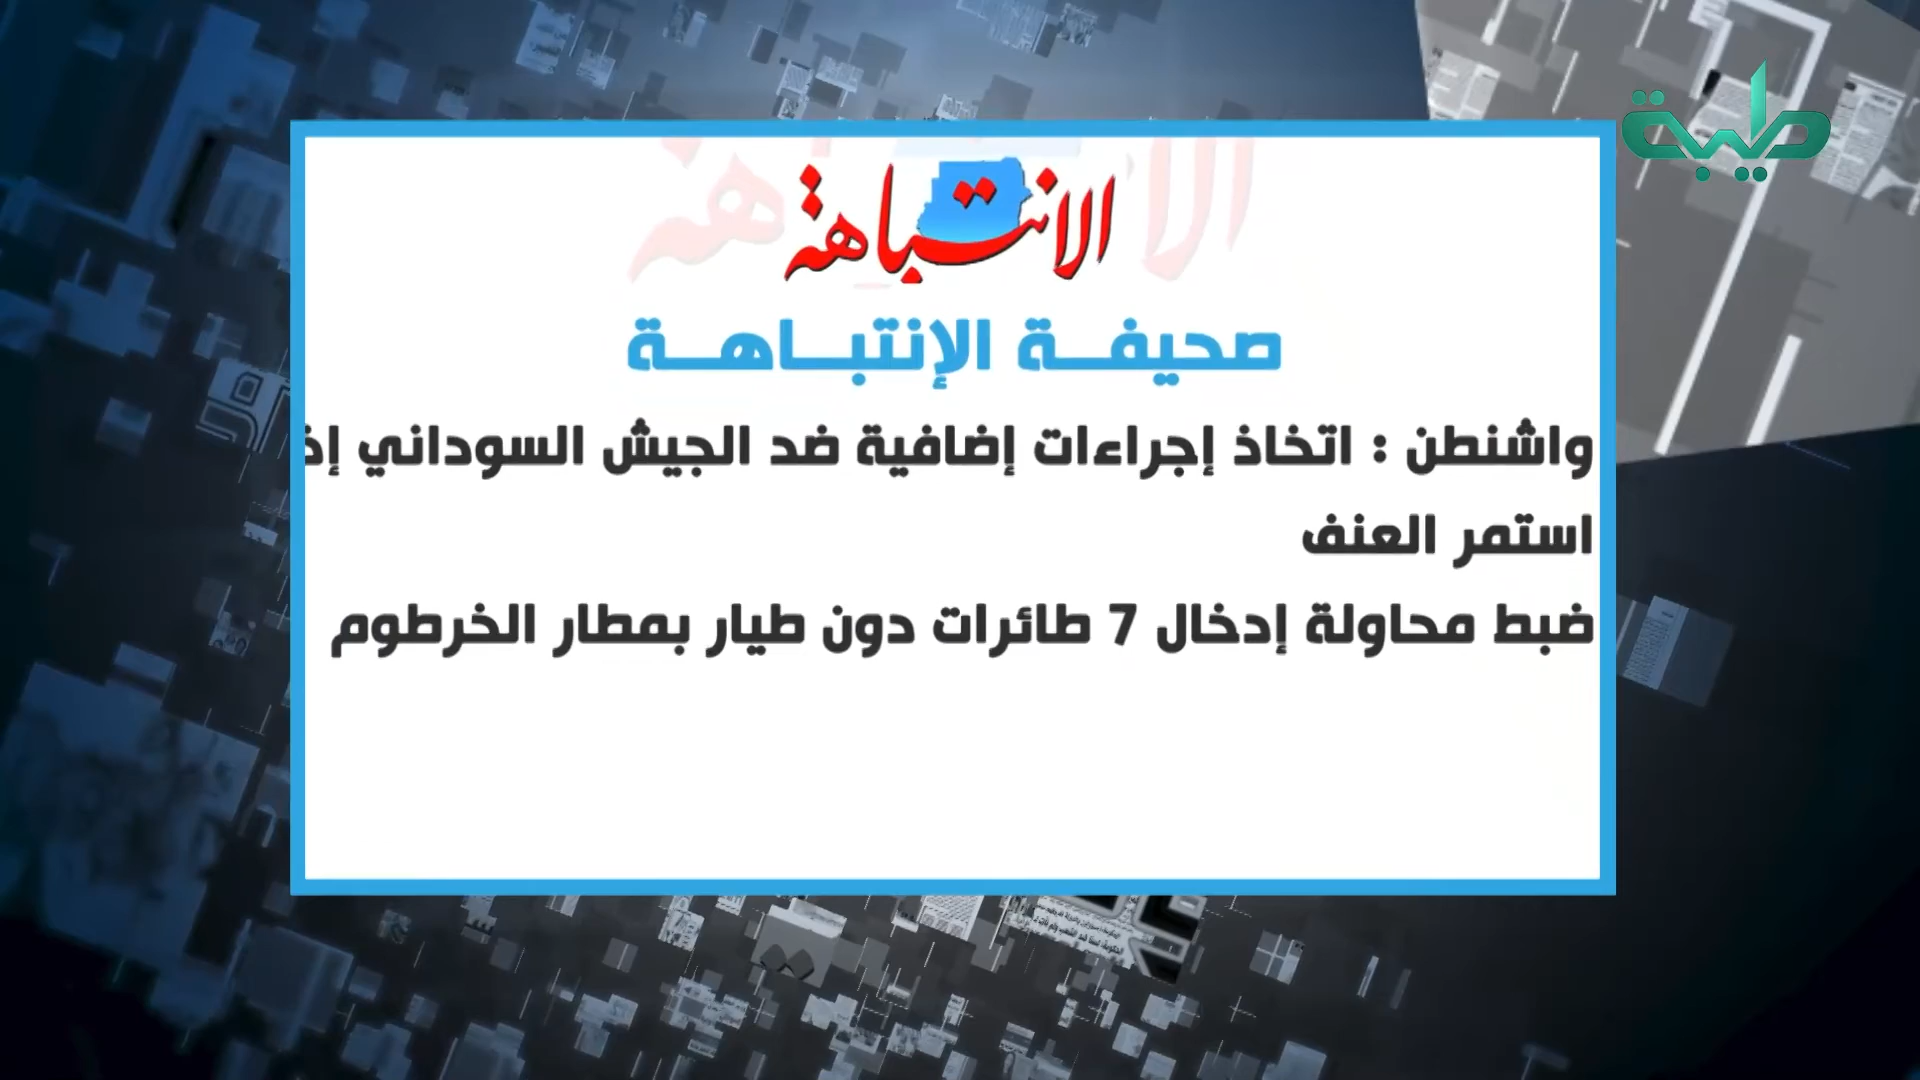 طيبة
الانتباهة
صحيفة الإنتباهة
واشنطن : اتخاذ إجراءات إضافية ضد الجيش السوداني
استمر العنف
ضبط محاولة إدخال 7 طائرات دون طيار بمطار الخرطوم